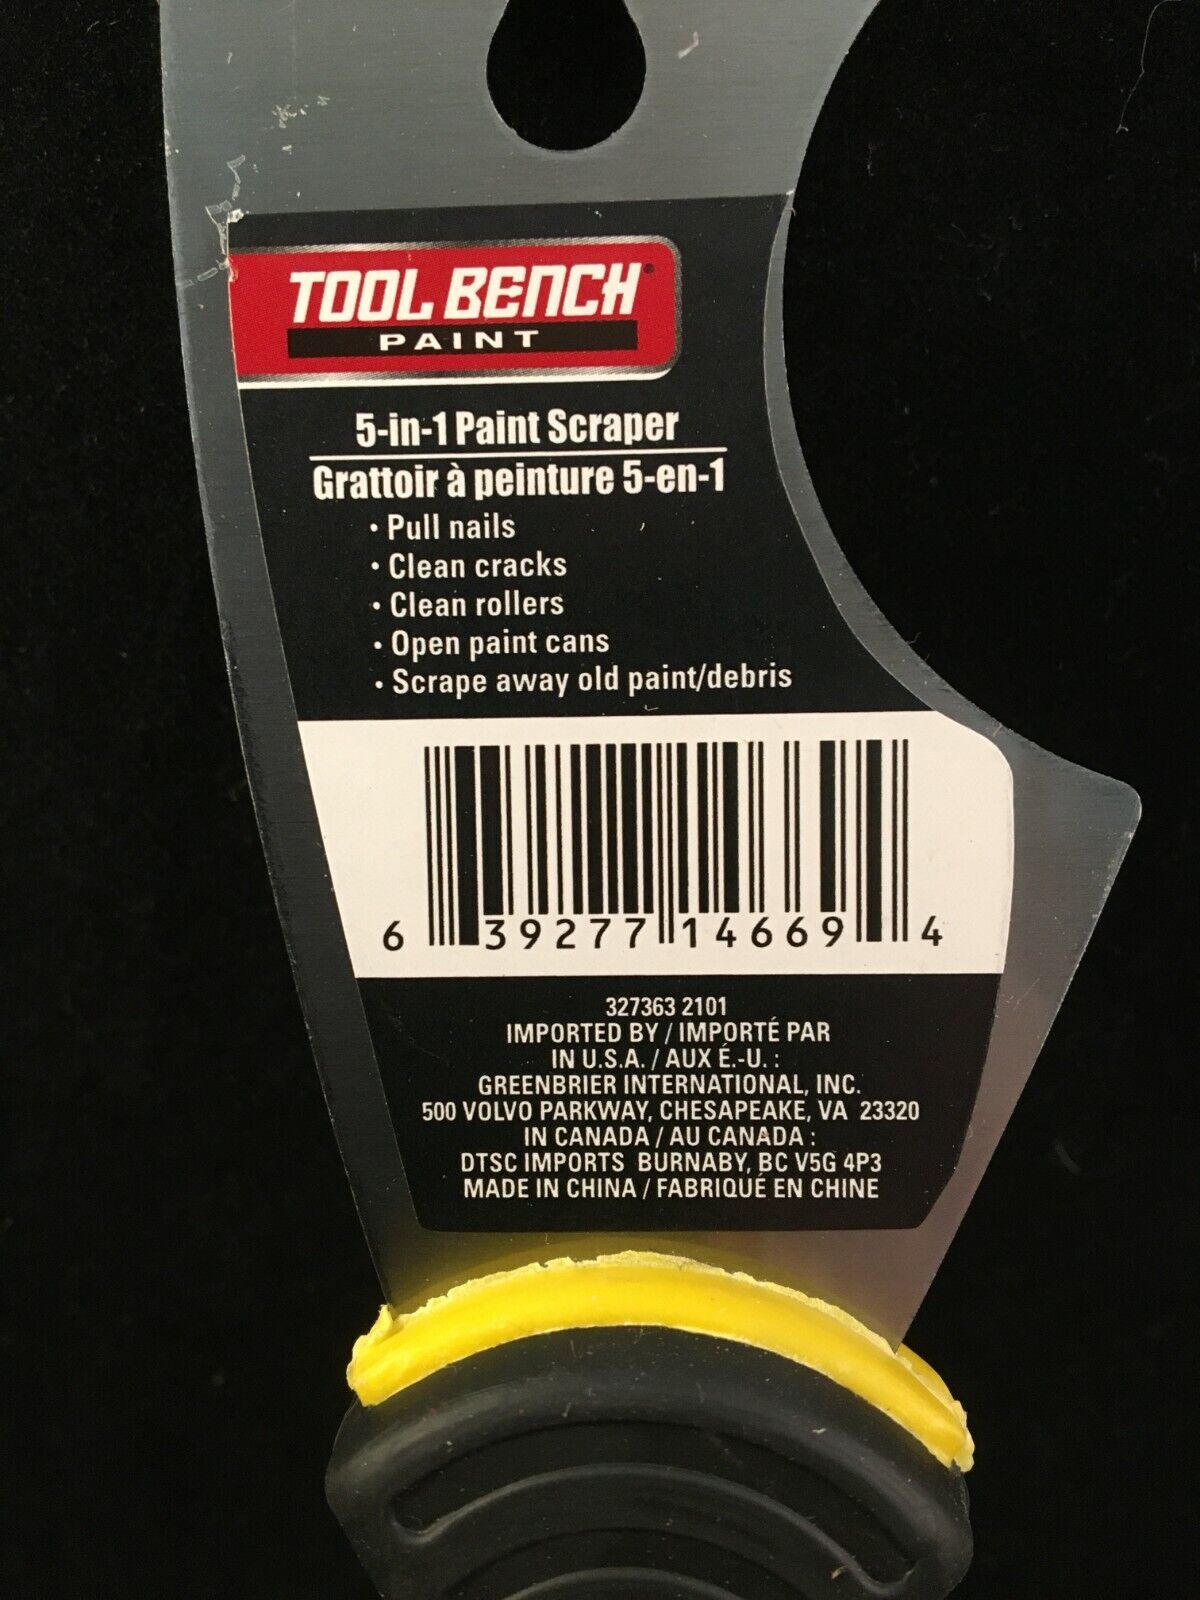 TOOL BENCH®
PAINT
5-in-1 Paint Scraper
Grattoir à peinture 5-en-1
• Pull nails
• Clean cracks
• Clean rollers
• Open paint cans
• Scrape away old paint/debris
6 39277 14669 4
327363 2101
IMPORTED BY / IMPORTÉ PAR
IN U.S.A. / AUX É.-U. :
GREENBRIER INTERNATIONAL, INC.
500 VOLVO PARKWAY, CHESAPEAKE, VA 23320
IN CANADA / AU CANADA :
DTSC IMPORTS BURNABY, BC V5G 4P3
MADE IN CHINA / FABRIQUÉ EN CHINE